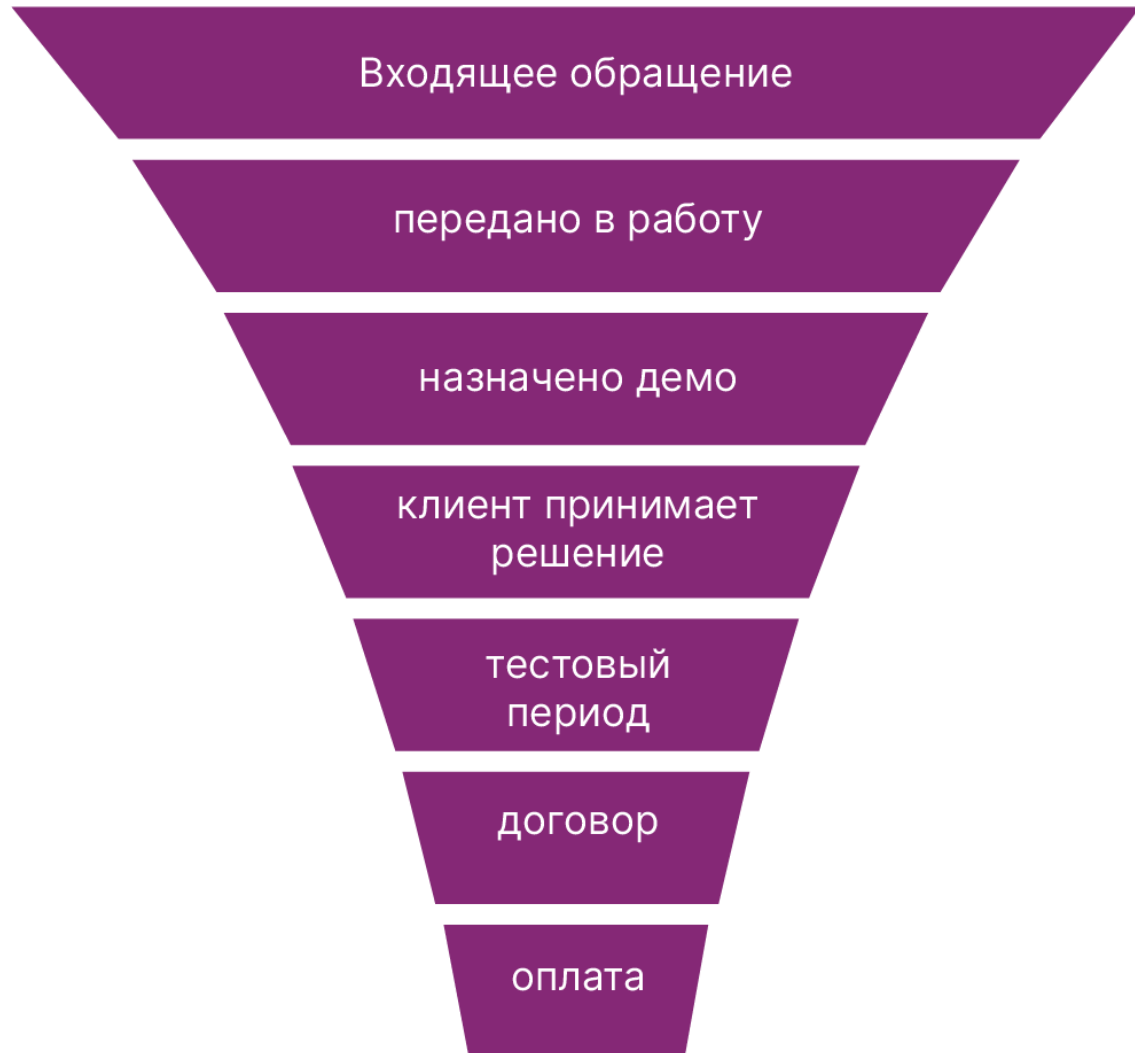 Входящее обращение
передано в работу
назначено демо
клиент принимает
решение
тестовый
период
договор
оплата